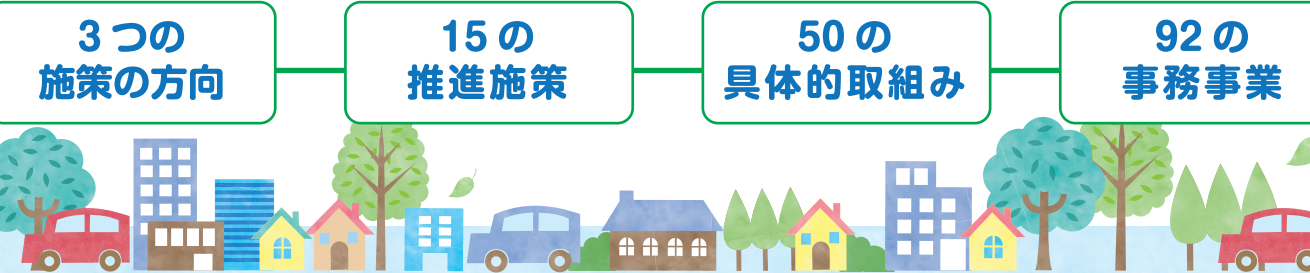 3つの
施策の方向
15の
推進施策
50の
具体的取組み
92の
事務事業